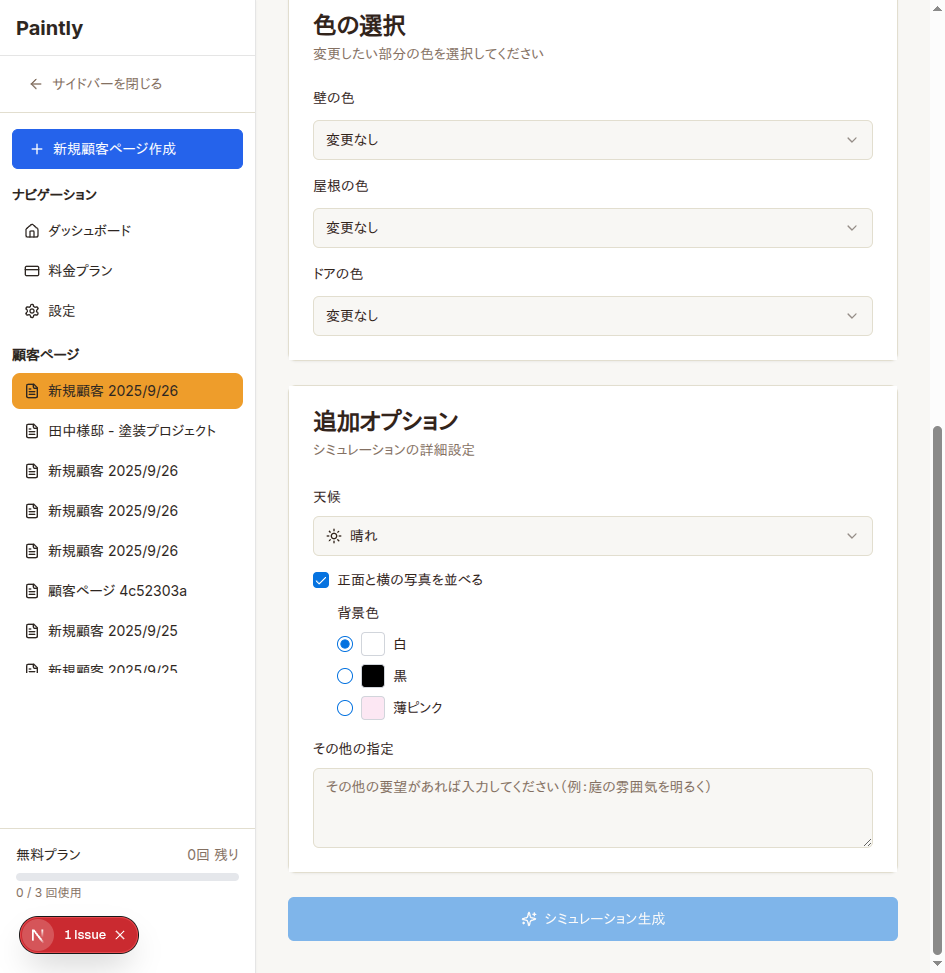 Paintly
サイドバーを閉じる
新規顧客ページ作成
ナビゲーション
ダッシュボード
料金プラン
設定
顧客ページ
新規顧客 2025/9/26
田中様邸 - 塗装プロジェクト
新規顧客 2025/9/26
新規顧客 2025/9/26
新規顧客 2025/9/26
顧客ページ 4c52303a
新規顧客 2025/9/25
新規顧客 2025/9/25
無料プラン
0回 残り
0 / 3 回使用
N
1 Issue
色の選択
変更したい部分の色を選択してください
壁の色
変更なし
屋根の色
変更なし
ドアの色
変更なし
追加オプション
シミュレーションの詳細設定
天候
晴れ
正面と横の写真を並べる
背景色
白
黒
薄ピンク
その他の指定
その他の要望があれば入力してください（例：庭の雰囲気を明るく）
シミュレーション生成